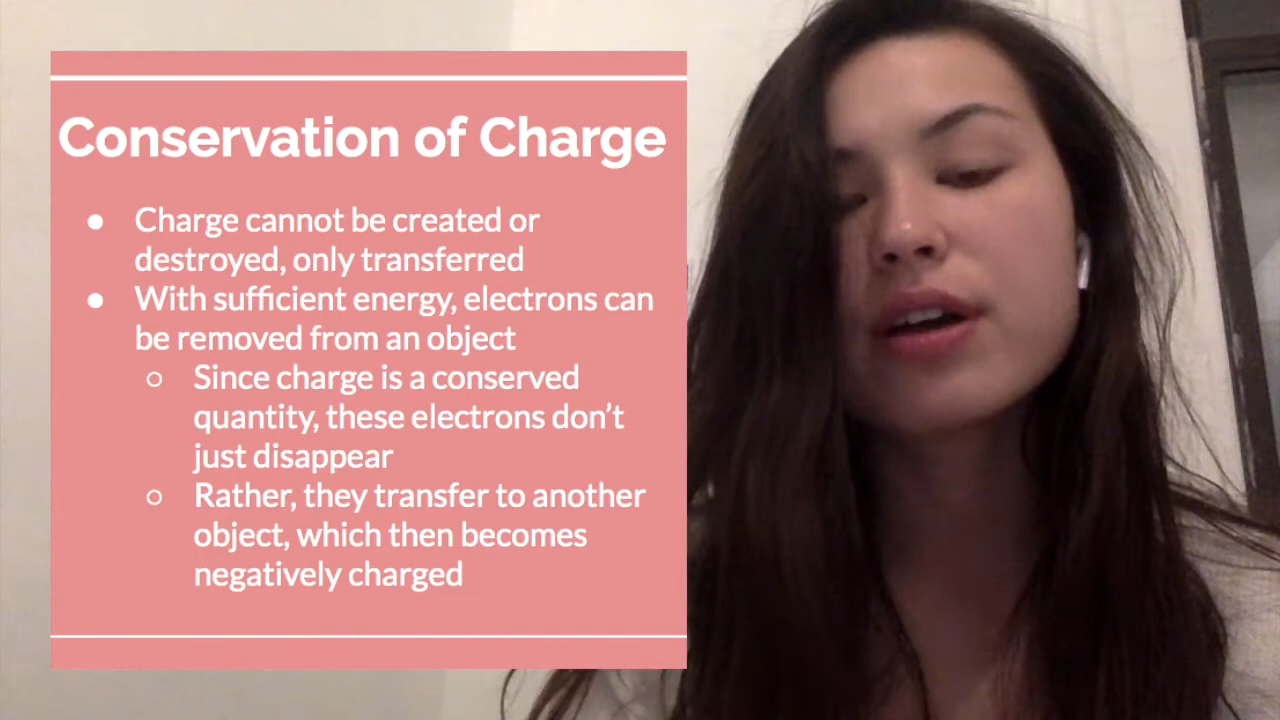 Conservation of Charge
● Charge cannot be created or
destroyed, only transferred
● With sufficient energy, electrons can
be removed from an object
○ Since charge is a conserved
quantity, these electrons don’t
just disappear
○ Rather, they transfer to another
object, which then becomes
negatively charged